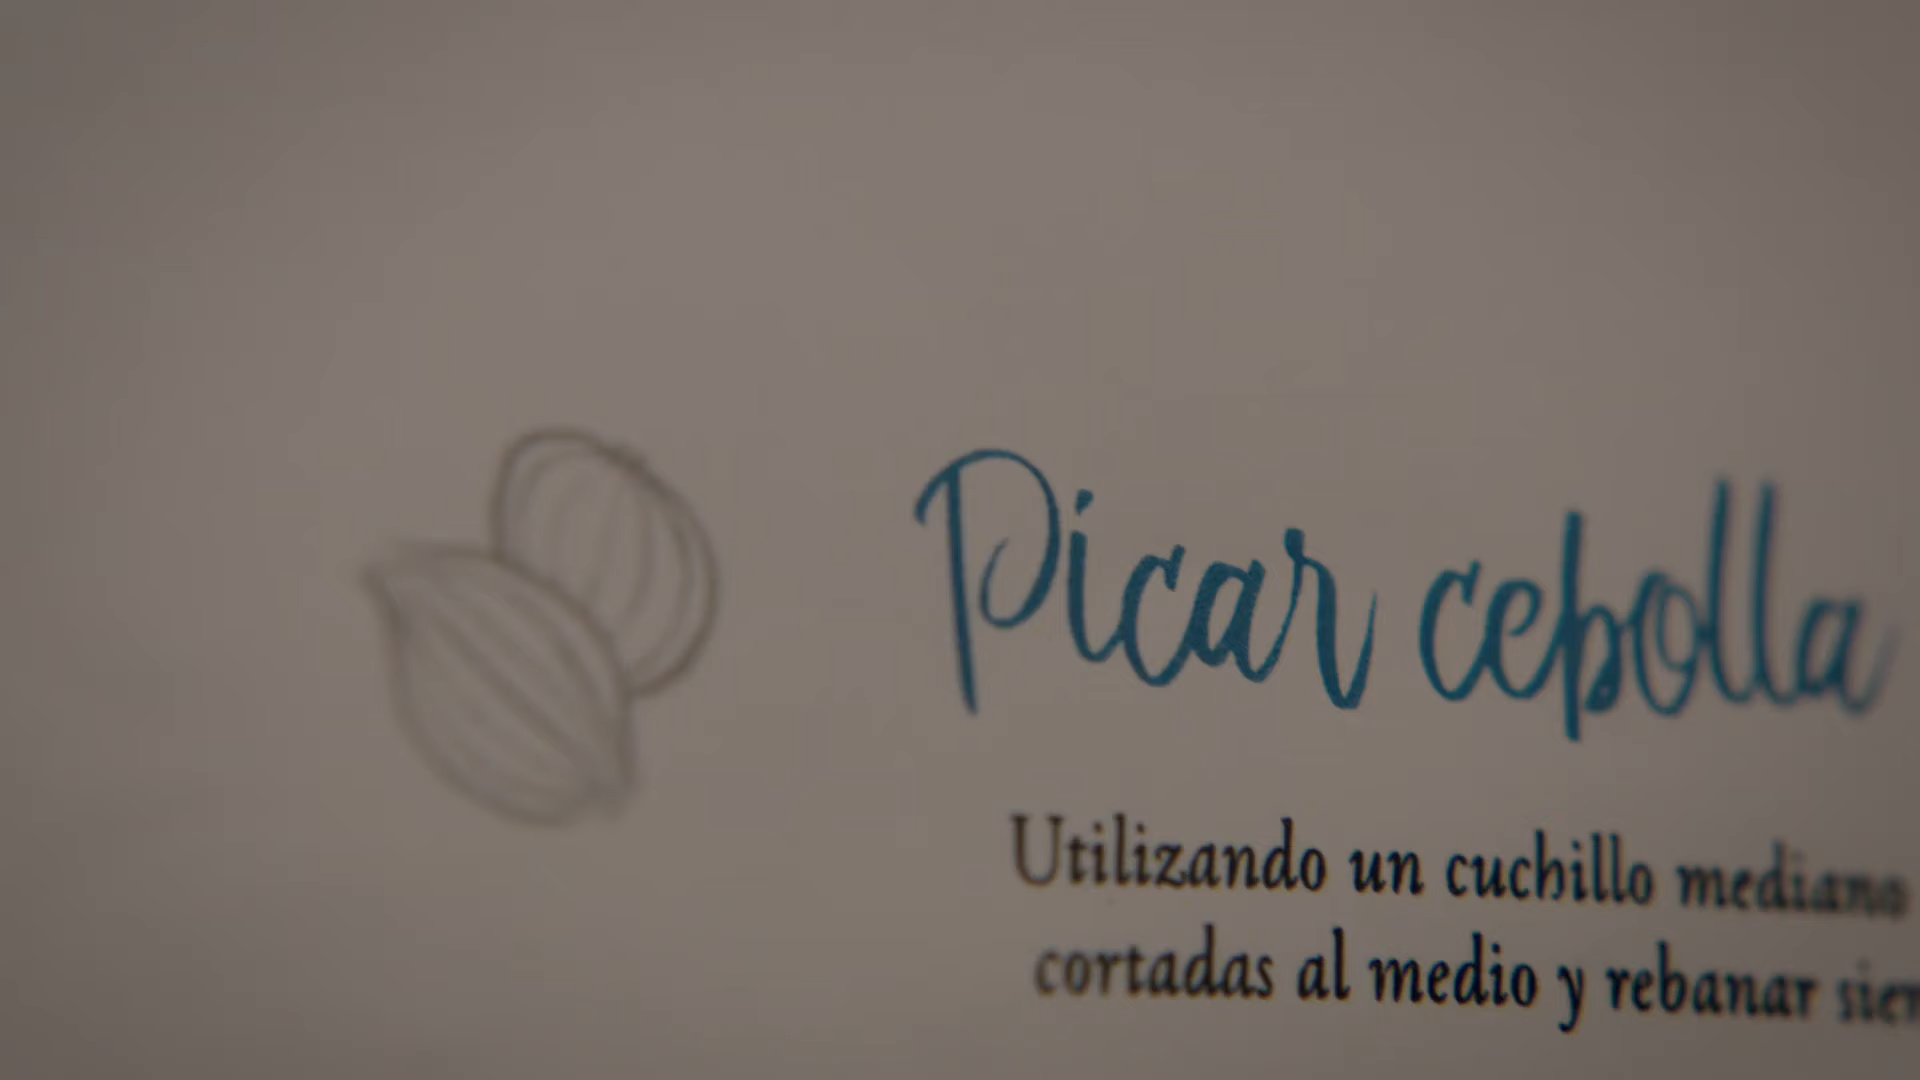 Picar cebolla
Utilizando un cuchillo mediano
cortadas al medio y rebanar